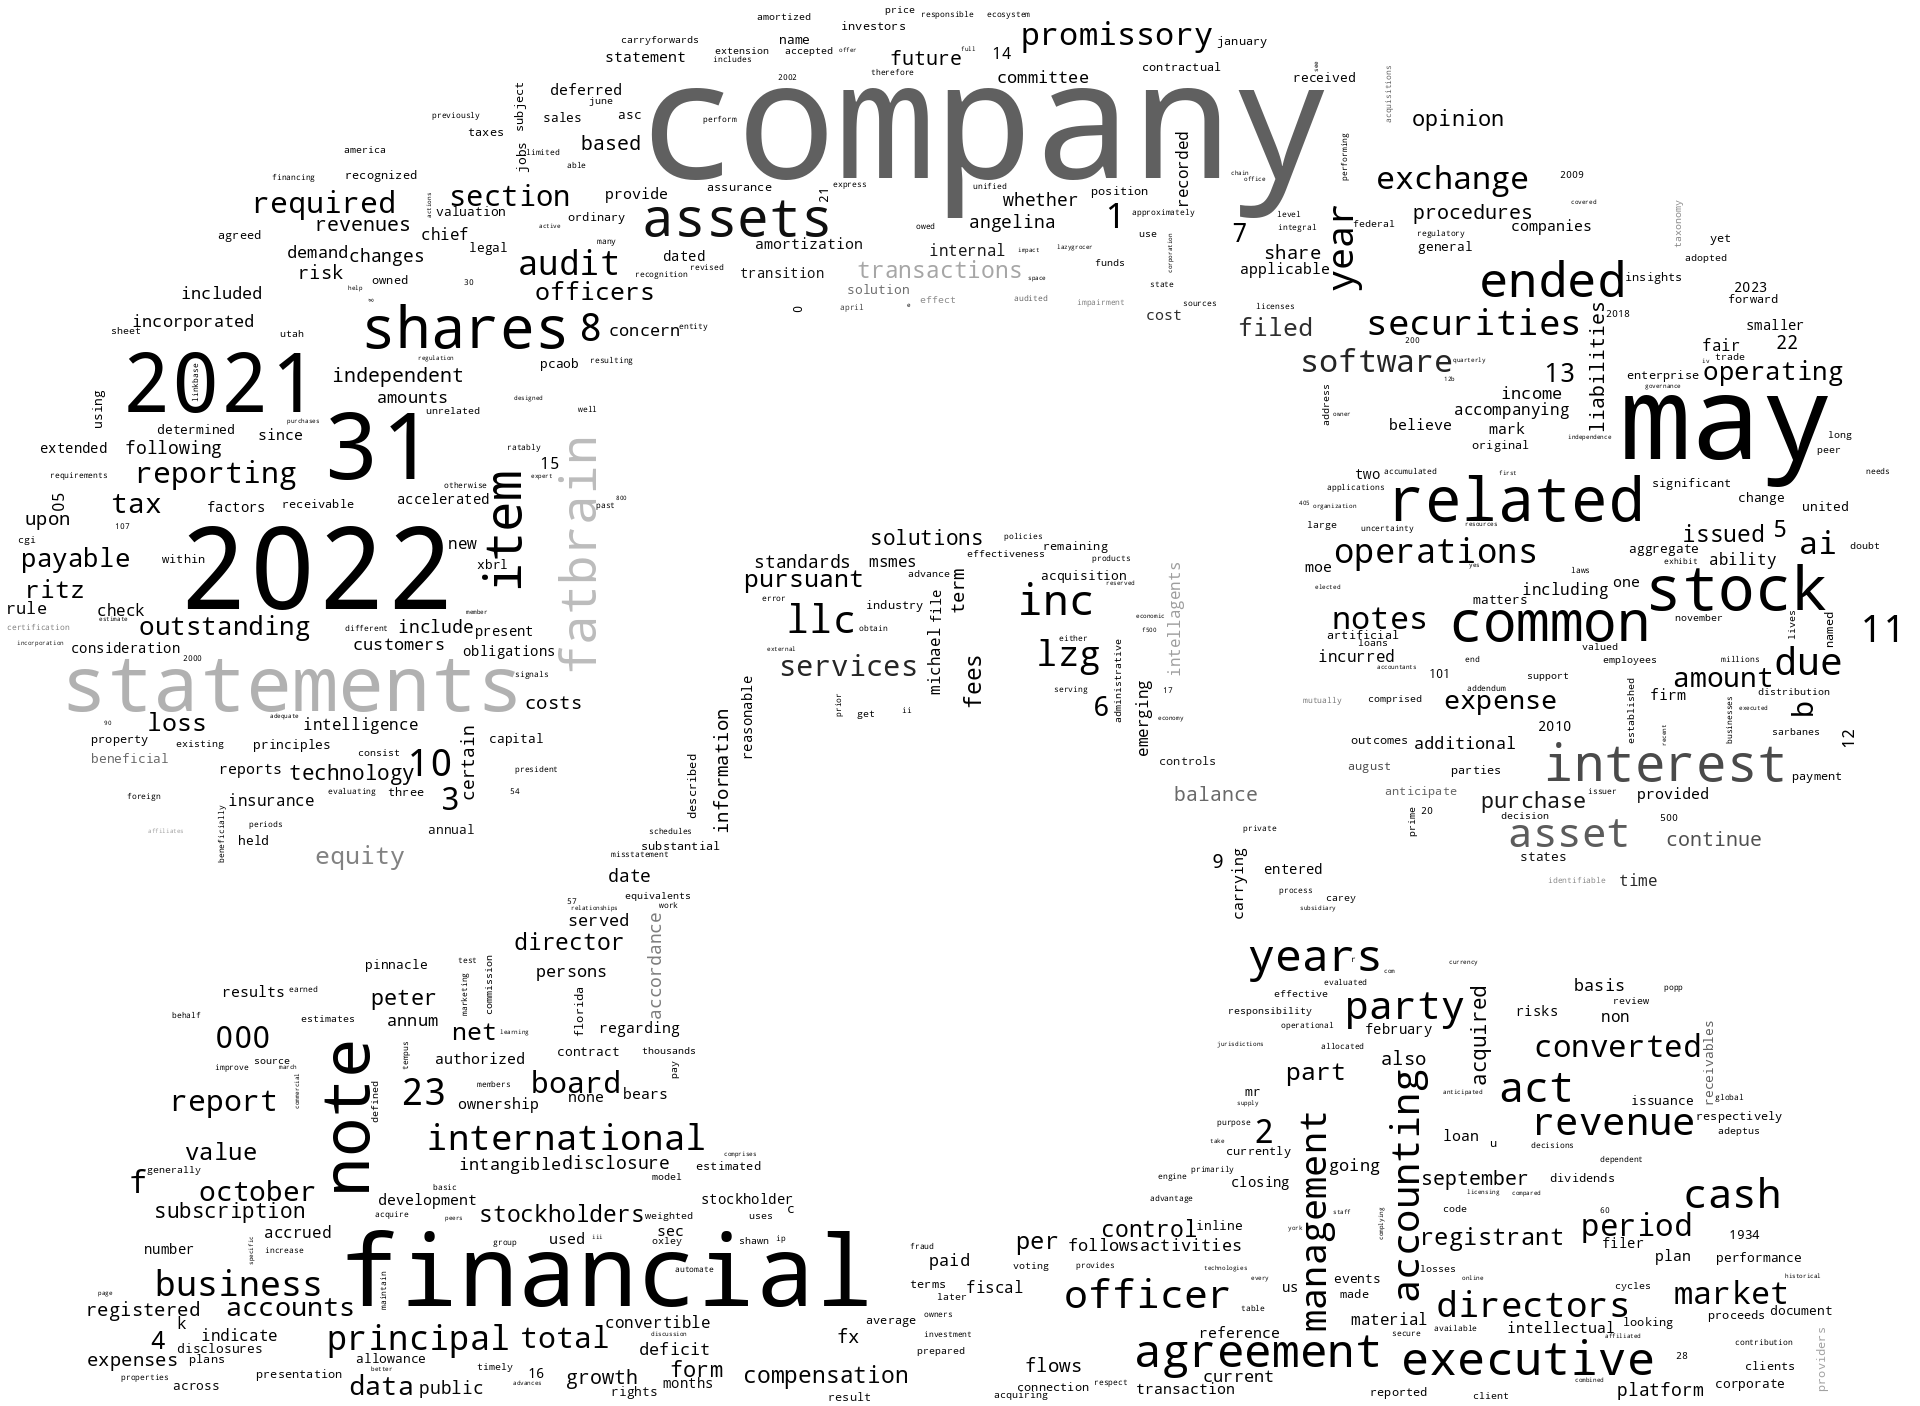 price responsible ecosystem
amortized investors
carryforwards name promissory january
statement extension accepted offer full future 14
includes therefore committee contractual received see
2002 deferred june subject acquisitions
company
previously sales asc perform opinion
taxes jobs based limited able recorded performing
america
financing recognized assurance express unified chain office exchange 2009
required actions section provide 21 whether position
valuation ordinary assets owed angelina 1 approximately level year procedures covered
revenues active many amortization use 7 integral federal regulatory companies taxonomy
agreed chief legal dated internal impact lazygrocer corporation share general yet
demand changes audit recognition revised transition transactions funds applicable adopted
risk owned help 30 officers solution space state ended insights
included ∞ 0 april e effect audited impairment sources licenses 2023 forward
incorporated shares 8 concern entity cost filed securities 2018 smaller
sheet utah regulation pcaob resulting 200 liabilities fair 22
2021 linkbase independent software quarterly 12b 13 iv trade
amounts designed address enterprise operating governance
using purchases unrelated well owner income accompanying may
determined since 31 believe mark independence long
extended following ratably original peer
requirements reporting item 15 expert fatbrain two accumulated first needs
05 tax factors receivable accelerated otherwise past 800 applications related significant change
upon 107 405 organization large uncertainty resources united
cgi 2022 new solutions policies remaining operations issued 5 ai doubt
payable within xbrl standards msmes effectiveness products moe yes aggregate exhibit ability
ritz pursuant advance term acquisition reserved elected laws including one stock
rule check estimate member error llc industry file inc economic intellagents notes matters common november lives named 11
certification outstanding different include present obtain f500 artificial
incorporation consideration customers obligations external michael lzg either loans valued
2000 services incurred accountants end employees millions due
statements signals fees serving 17 administrative 101 addendum support amount distribution
costs reasonable prior get ii 6 economy mutually comprised expense firm b executed
90 loss adequate intelligence emerging 2010 established recent businesses sarbanes 12
property existing principles consist certain capital information controls outcomes additional
beneficial reports technology 10 president described august parties interest payment
foreign insurance evaluating three 3 54 balance anticipate purchase issuer provided
affiliates beneficially periods held annual schedules private prime 20 decision 500
substantial asset continue
equity misstatement 9 carrying entered states
date equivalents process carey identifiable time
57 relationships work subsidiary
served accordance
director years r com currency
pinnacle test persons evaluated
results earned marketing commission effective party acquired basis popp
behalf peter florida responsibility risks review
000 estimates annum net learning regarding operational february non
source authorized contract thousands jurisdictions allocated also converted receivables
improve march note tempus pay part
report commercial defined 23 members board none bears mr supply anticipated act issuance global
ownership purpose 2 accounting revenue respectively
value international comprises take currently management loan u decisions adeptus
generally intangible disclosure estimated engine primarily going dependent
f october basic model closing september licensing compared dividends
subscription development stockholder advantage code 60 cash
acquire peers stockholders weighted uses c york staff complying
accrued used iii sec oxley shawn ip control inline registrant period 1934
number specific increase group fraud per follows activities filer plan performance
financial automate paid voting provides technologies every losses online cycles historical
page business maintain terms later fiscal us events made market
registered accounts owners officer table directors proceeds document
k convertible average material available intellectual looking
4 indicate principal total discussion fx investment reference secure affiliated contribution
disclosures deficit prepared agreement executive
expenses plans allowance timely form flows current 28 clients providers
properties across presentation better 16 growth months compensation respect combined
data public advances rights connection transaction reported platform corporate
result acquiring client